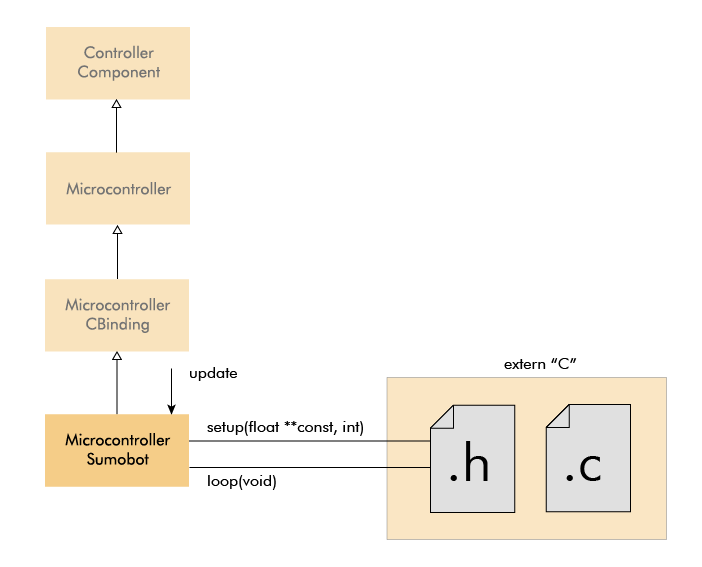 Controller
Component
Microcontroller
Microcontroller
CBinding
update
Microcontroller
Sumobot
setup(float **const, int)
loop(void)
extern “C”
.h
.c